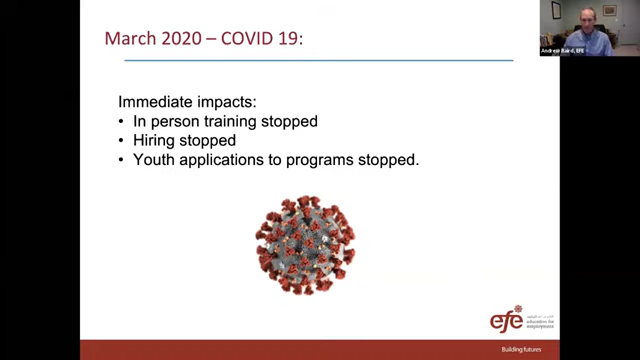 March 2020 – COVID 19:
Andrew Baird, EFE
Immediate impacts:
• In person training stopped
• Hiring stopped
• Youth applications to programs stopped.
efe
education for
employment
Building futures